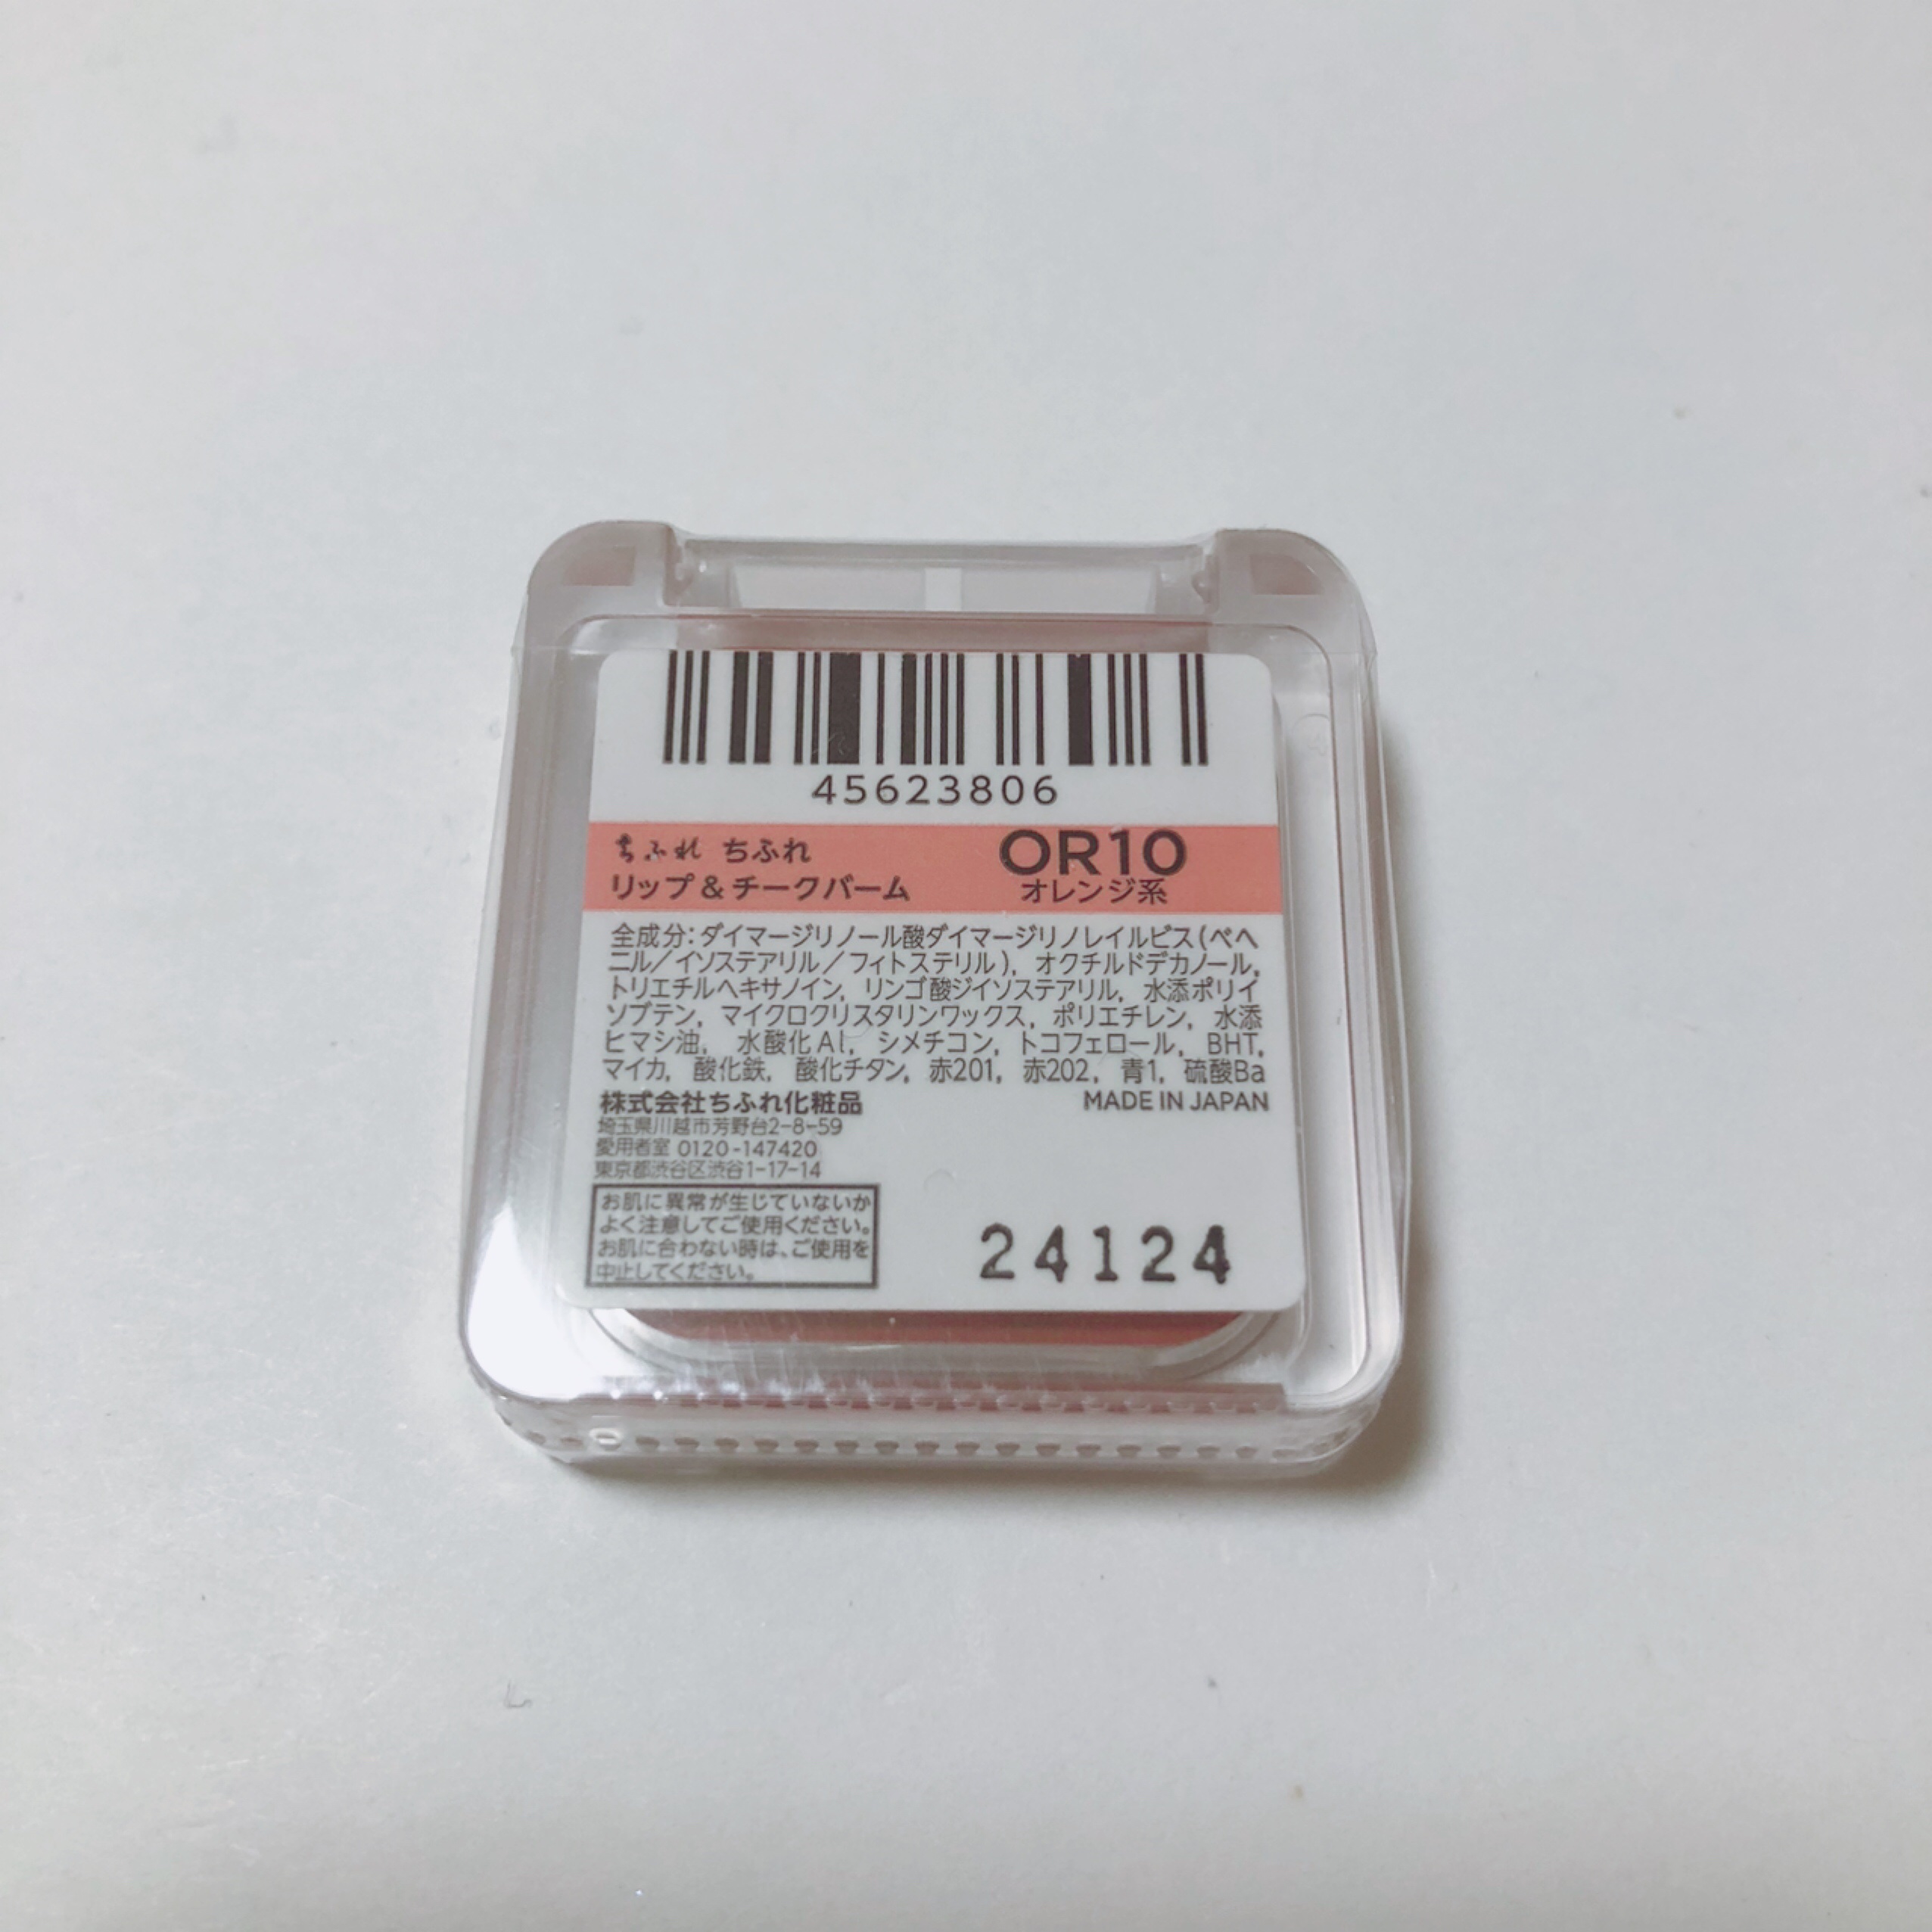 45623806
ちふれ ちふれ OR10
リップ&チークバーム オレンジ系
全成分:ダイマージリノール酸ダイマージリノレイルビス(ベヘ
ニル/イソステアリル/フィトステリル),オクチルドデカノール,
トリエチルヘキサノイン,リンゴ酸ジイソステアリル,水添ポリイ
ソブテン,マイクロクリスタリンワックス,ポリエチレン,水添
ヒマシ油,水酸化Al,シメチコン,トコフェロール,BHT,
マイカ,酸化鉄,酸化チタン,赤201,赤202,青1,硫酸Ba
株式会社ちふれ化粧品 MADE IN JAPAN
埼玉県川越市芳野台2-8-59
愛用者室 0120-147420
東京都渋谷区渋谷1-17-14
お肌に異常が生じていないか
よく注意してご使用ください。
お肌に合わない時は、ご使用を
中止してください。
24124